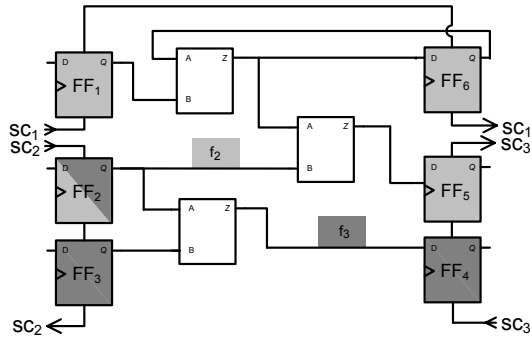 D Q A Z D Q
FF1 FF6
B
SC1 SC1
SC2 A Z SC3
D Q f2 B D Q
FF2 FF5
A Z
D Q B f3 D Q
FF3 FF4
SC2 SC3